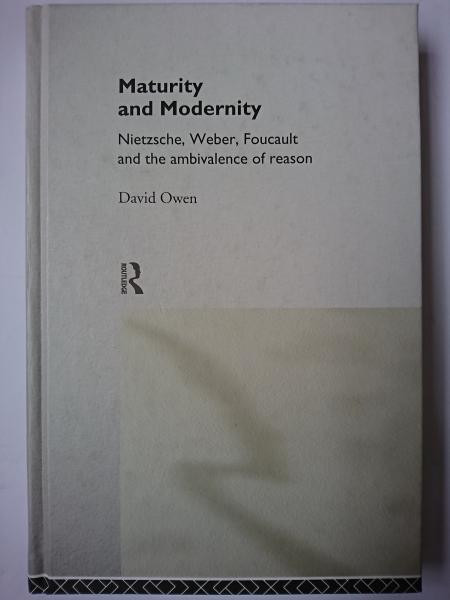 Maturity
and Modernity
Nietzsche, Weber, Foucault
and the ambivalence of reason
David Owen
ROUTLEDGE